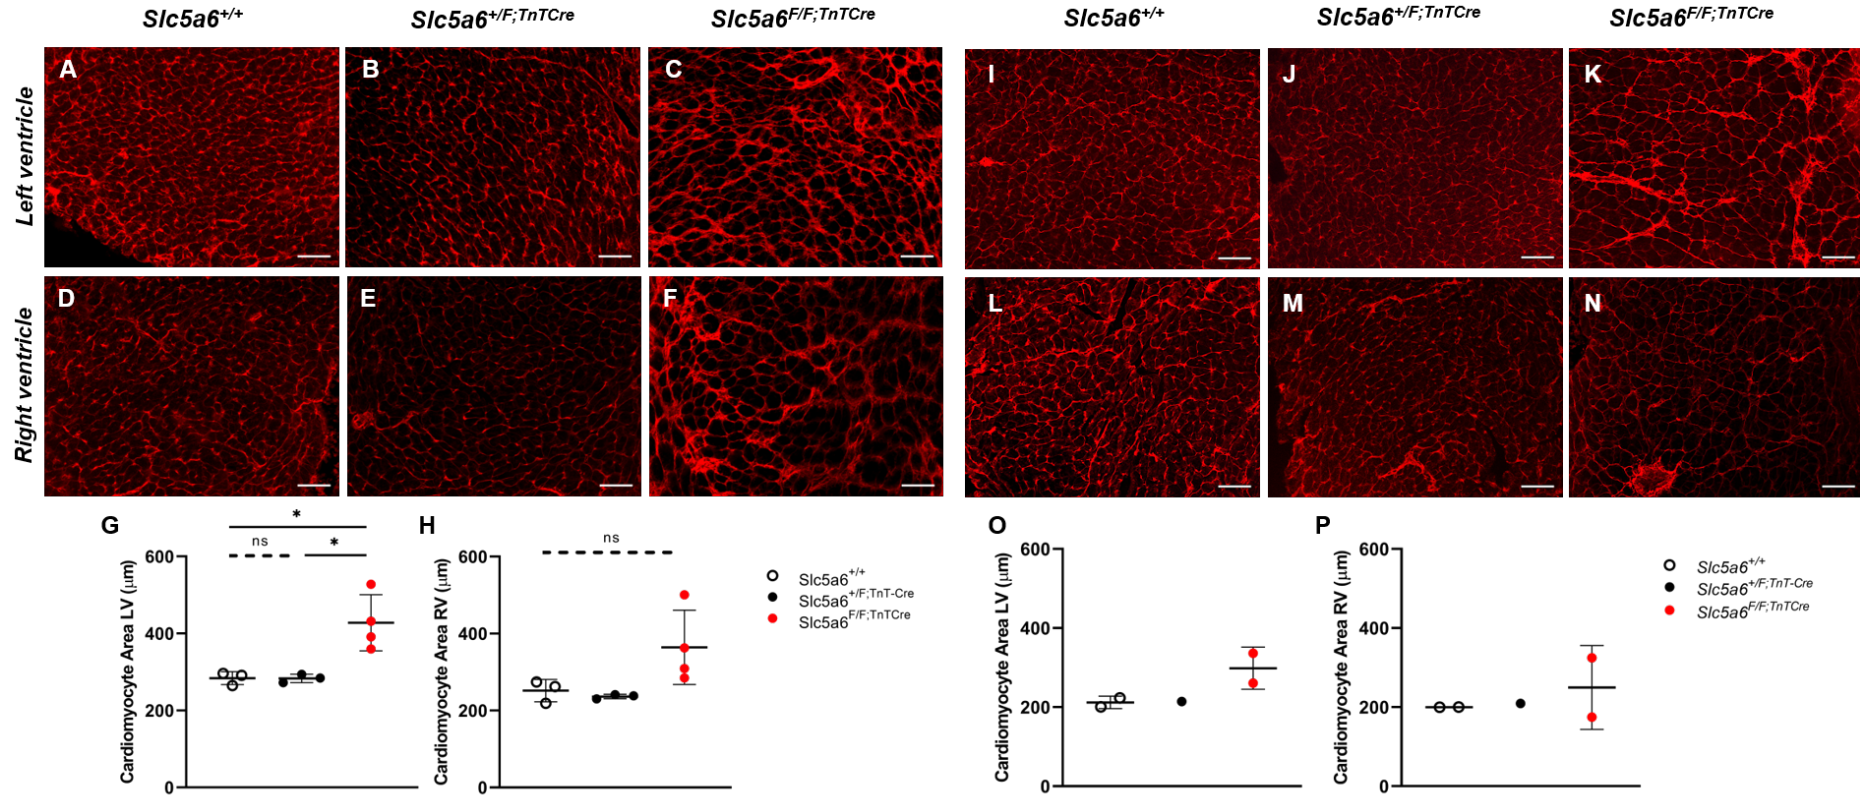 Slc5a6+/+ Slc5a6+/F;TnTCre Slc5a6F/F;TnTCre Slc5a6+/+ Slc5a6+/F;TnTCre Slc5a6F/F;TnTCre
Left ventricle
A B C I J K
Right ventricle
D E F L M N
G
*
ns *
600
400
200
0
Cardiomyocyte Area LV (μm)
H
ns
600
400
200
0
Cardiomyocyte Area RV (μm)
Slc5a6+/+
Slc5a6+/F;TnT-Cre
Slc5a6F/F;TnTCre
O
600
400
200
0
Cardiomyocyte Area LV (μm)
P
600
400
200
0
Cardiomyocyte Area RV (μm)
Slc5a6+/+
Slc5a6+/F;TnT-Cre
Slc5a6F/F;TnTCre